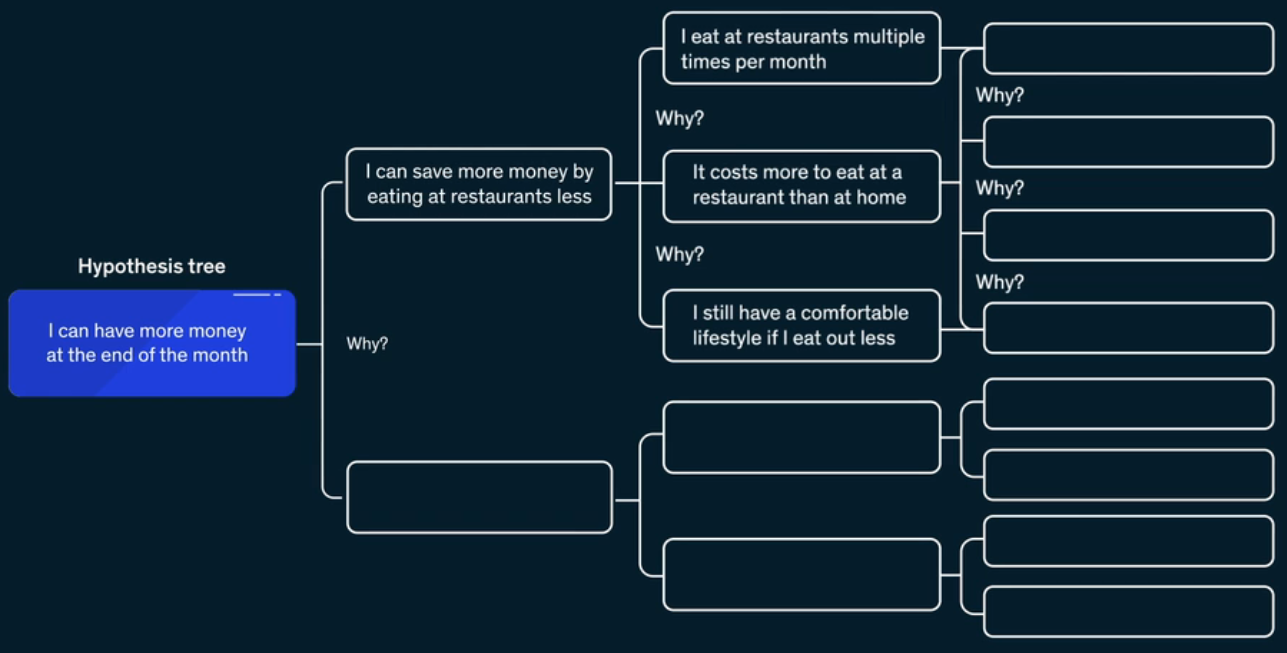 Hypothesis tree
I can have more money
at the end of the month
Why?
I can save more money by
eating at restaurants less
I eat at restaurants multiple
times per month
Why?
It costs more to eat at a
restaurant than at home
Why?
I still have a comfortable
lifestyle if I eat out less
Why?
Why?
Why?